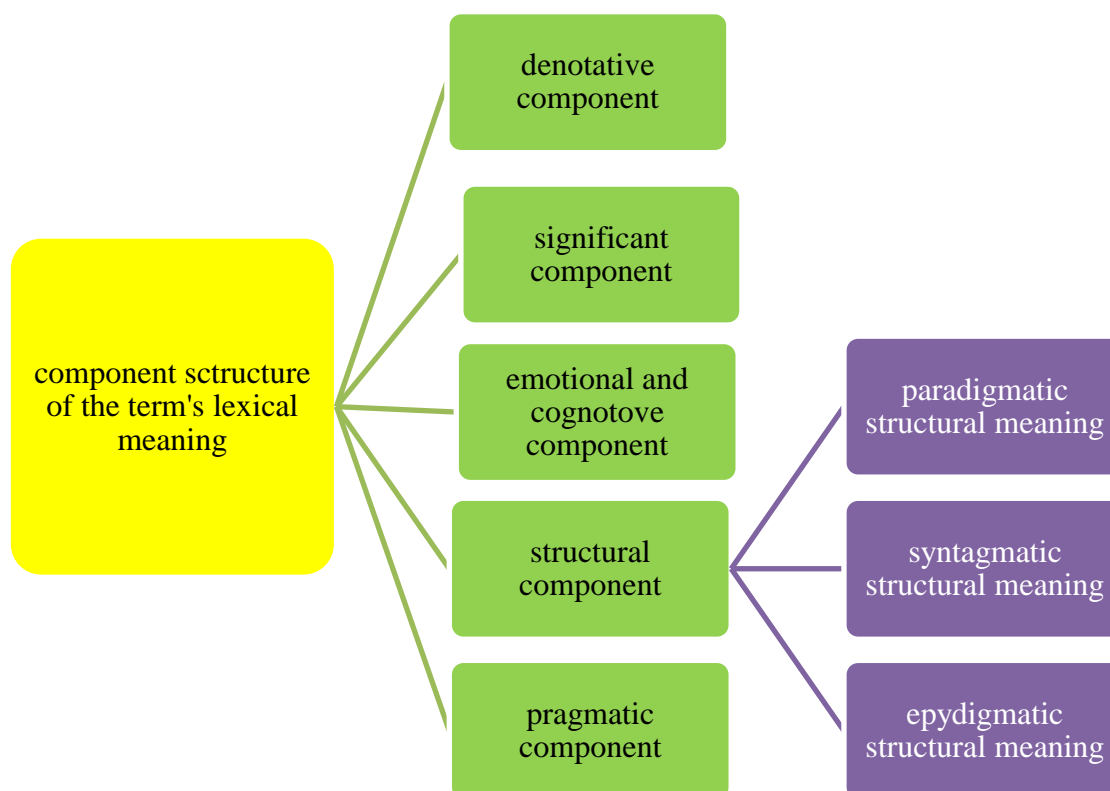 component sctructure
of the term's lexical
meaning
denotative
component
significant
component
emotional and
cognotove
component
structural
component
pragmatic
component
paradigmatic
structural meaning
syntagmatic
structural meaning
epydigmatic
structural meaning